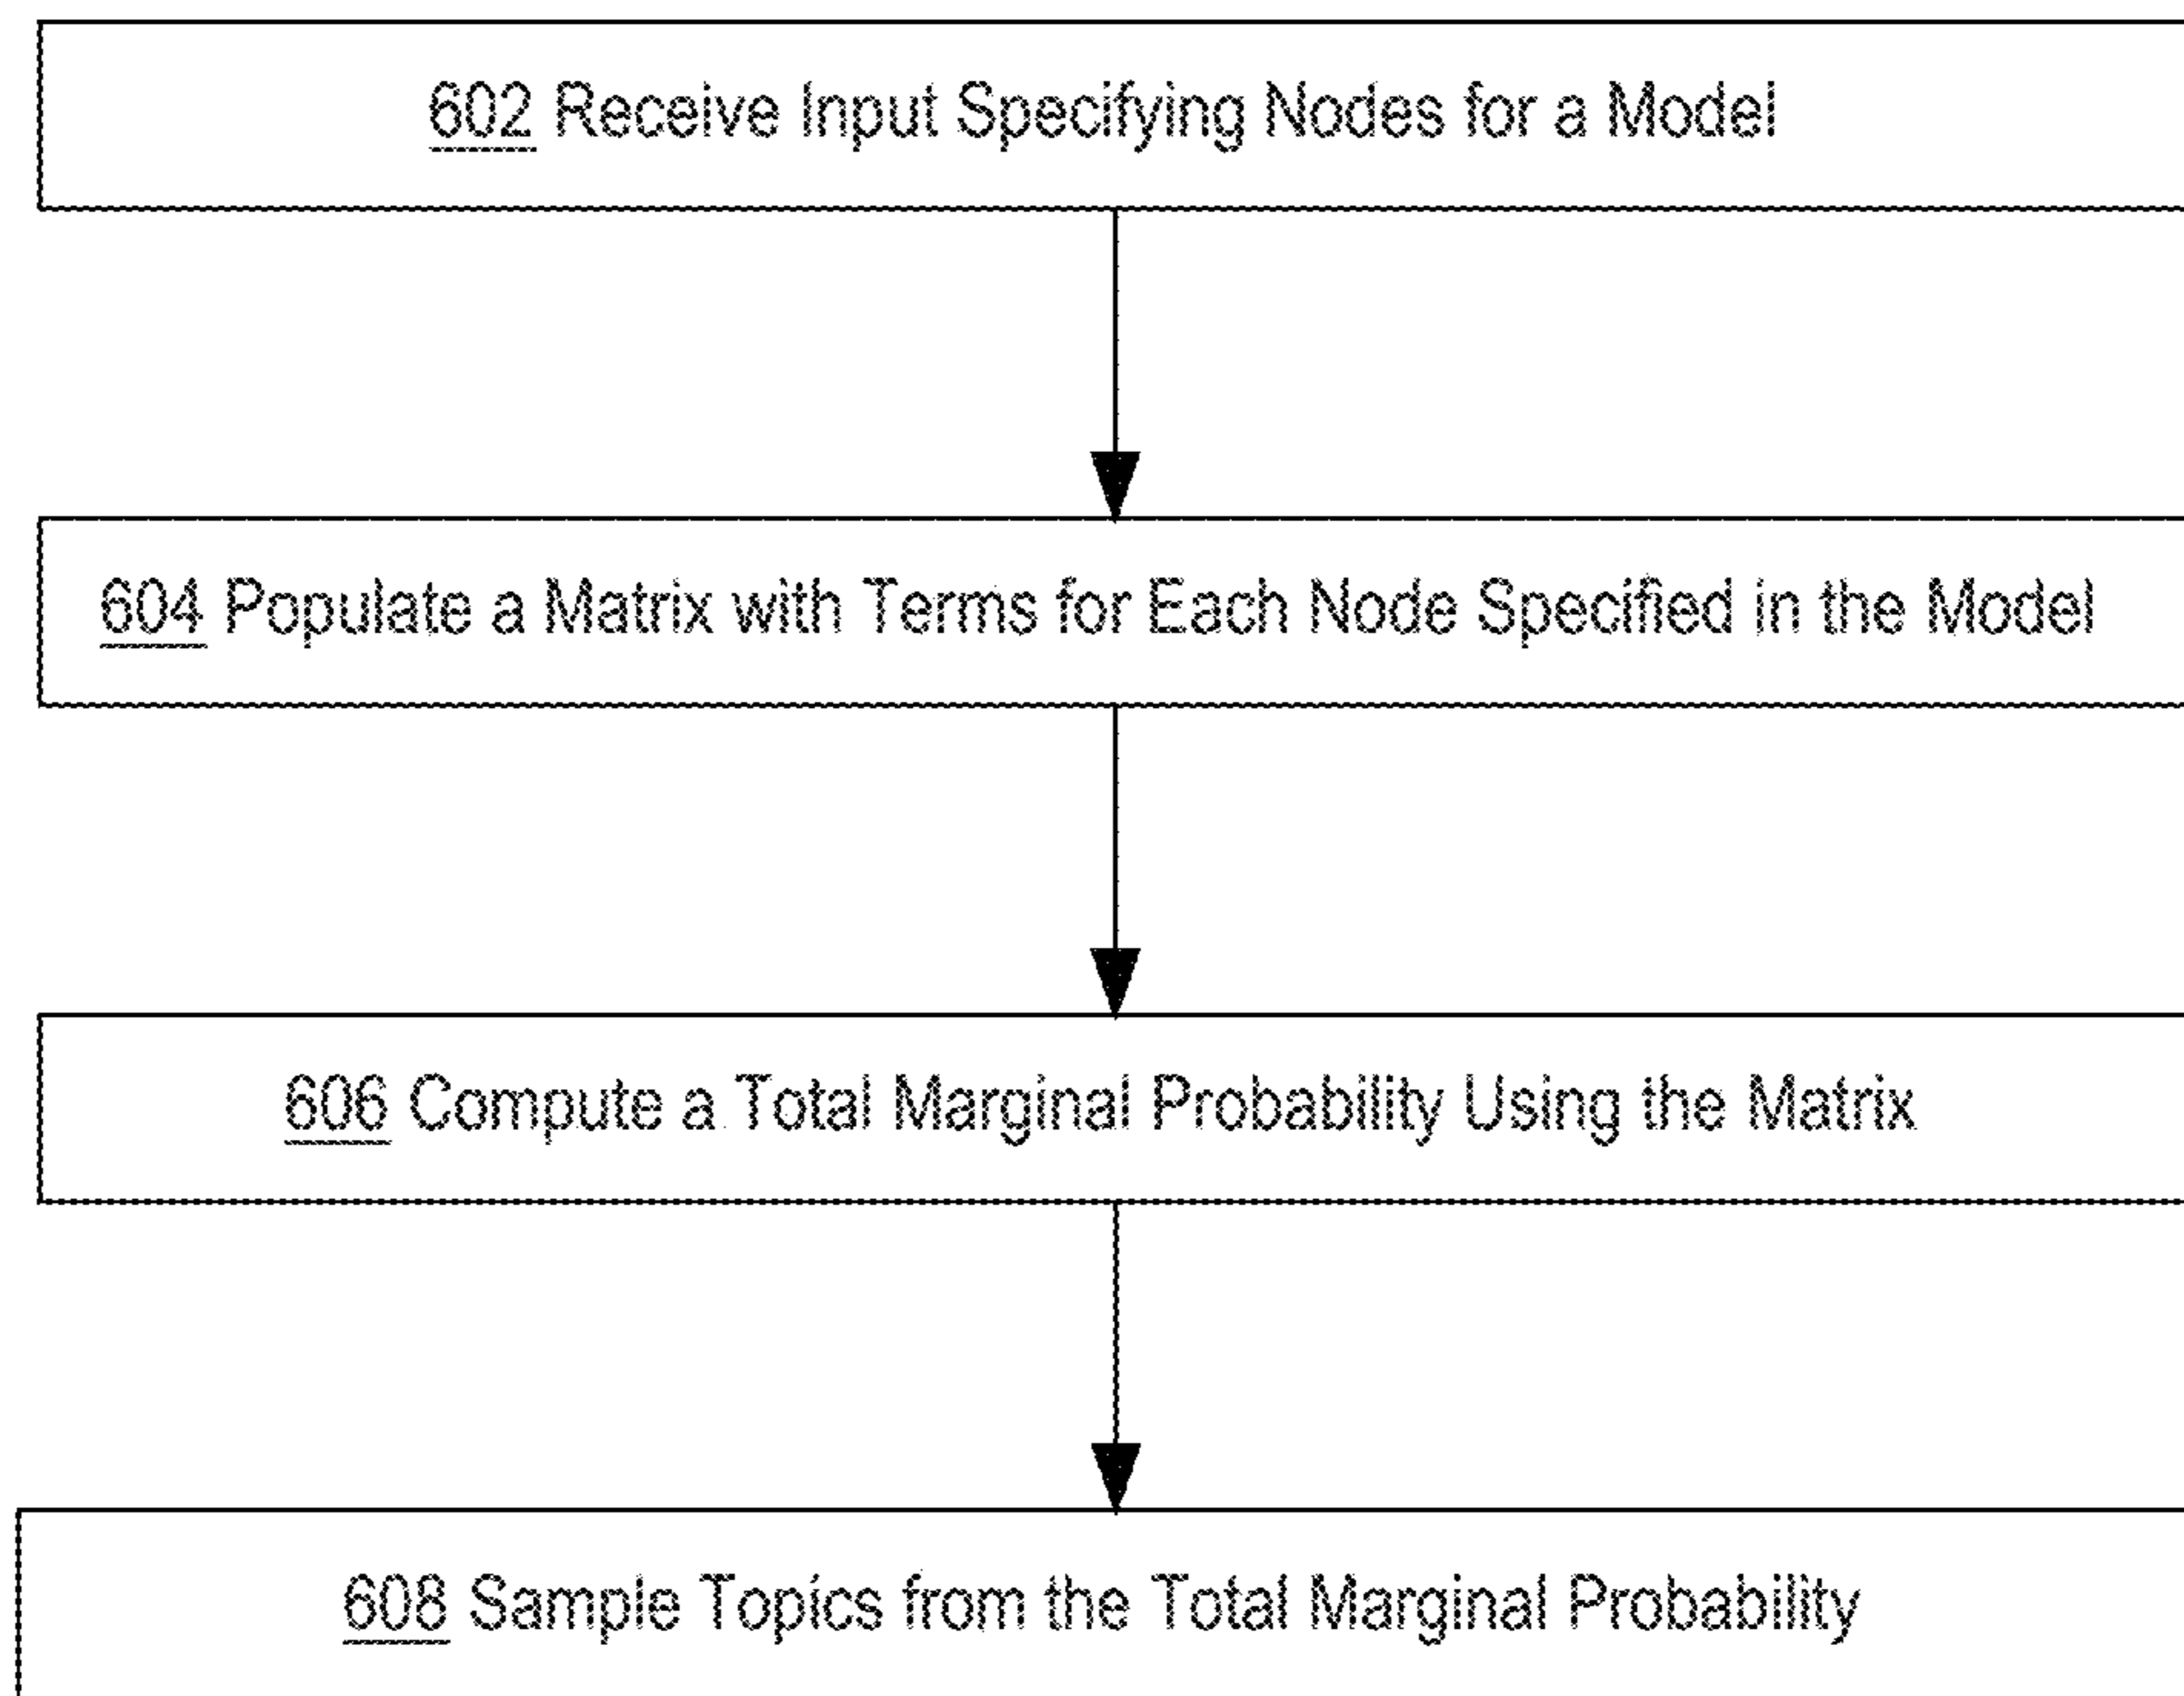 602 Receive Input Specifying Nodes for a Model
604 Populate a Matrix with Terms for Each Node Specified in the Model
606 Compute a Total Marginal Probability Using the Matrix
608 Sample Topics from the Total Marginal Probability